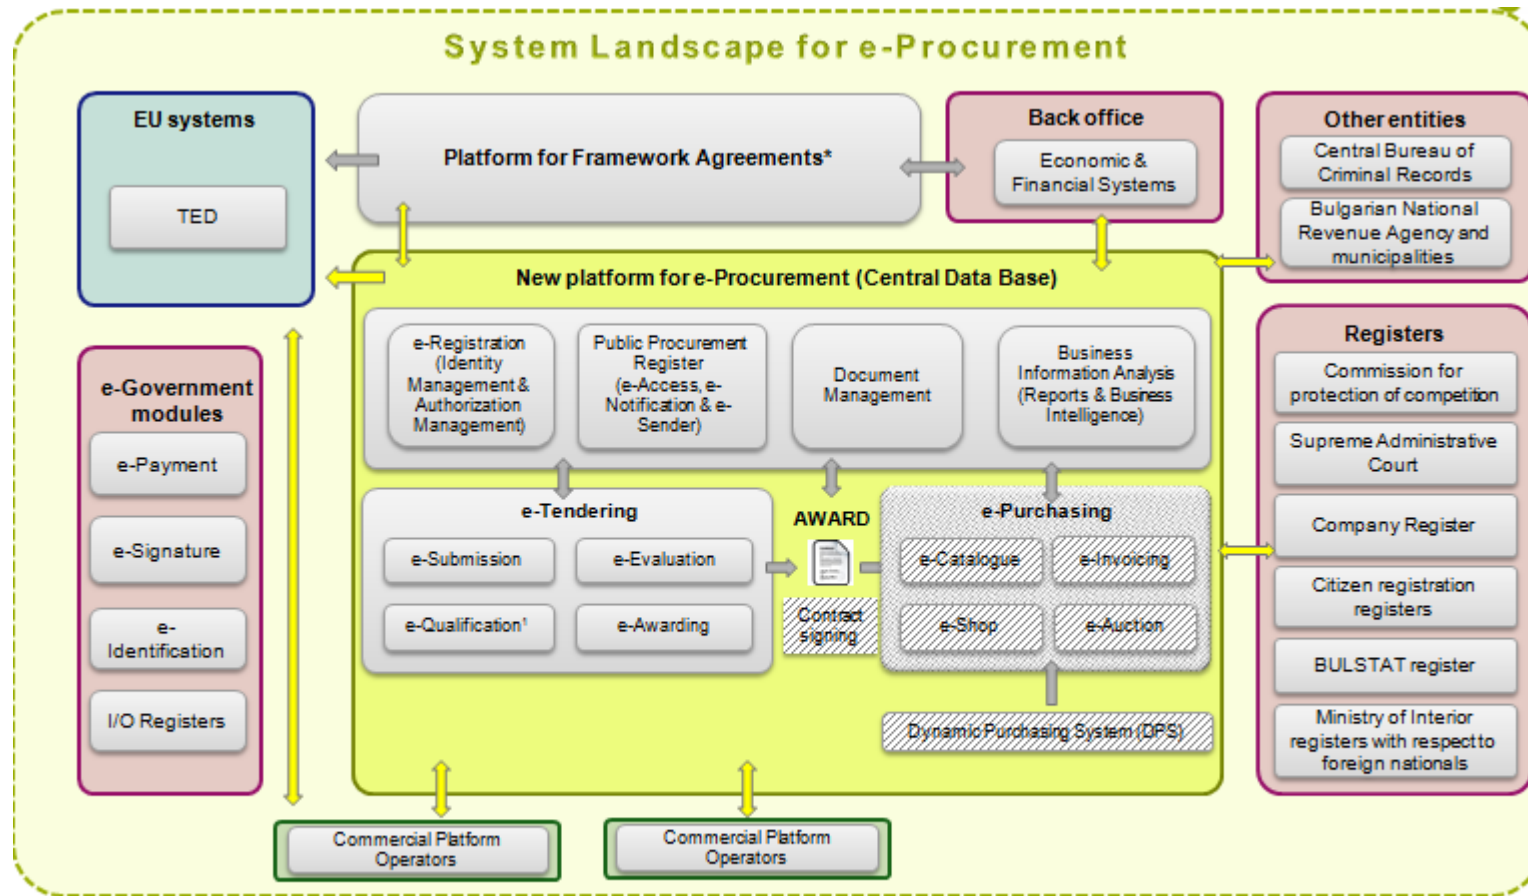 System Landscape for e-Procurement
EU systems
TED
Platform for Framework Agreements*
Back office
Economic &
Financial Systems
Other entities
Central Bureau of
Criminal Records
Bulgarian National
Revenue Agency and
municipalities
New platform for e-Procurement (Central Data Base)
e-Registration
(Identity
Management &
Authorization
Management)
Public Procurement
Register
(e-Access, e-
Notification & e-
Sender)
Document
Management
Business
Information Analysis
(Reports & Business
Intelligence)
e-Government
modules
e-Payment
e-Signature
e-
Identification
I/O Registers
e-Tendering
e-Submission
e-Evaluation
e-Qualification¹
e-Awarding
AWARD
Contract
signing
e-Purchasing
e-Catalogue
e-Invoicing
e-Shop
e-Auction
Dynamic Purchasing System (DPS)
Registers
Commission for
protection of competition
Supreme Administrative
Court
Company Register
Citizen registration
registers
BULSTAT register
Ministry of Interior
registers with respect to
foreign nationals
Commercial Platform
Operators
Commercial Platform
Operators